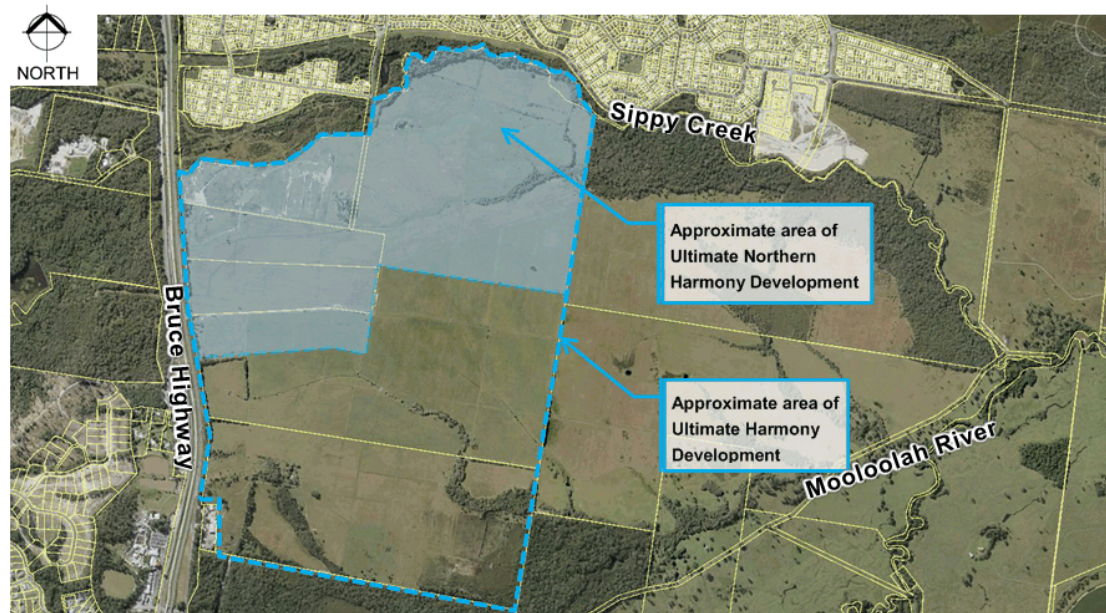 NORTH
Sippy Creek
Approximate area of
Ultimate Northern
Harmony Development
Bruce Highway
Approximate area of
Ultimate Harmony
Development
Mooloolah River